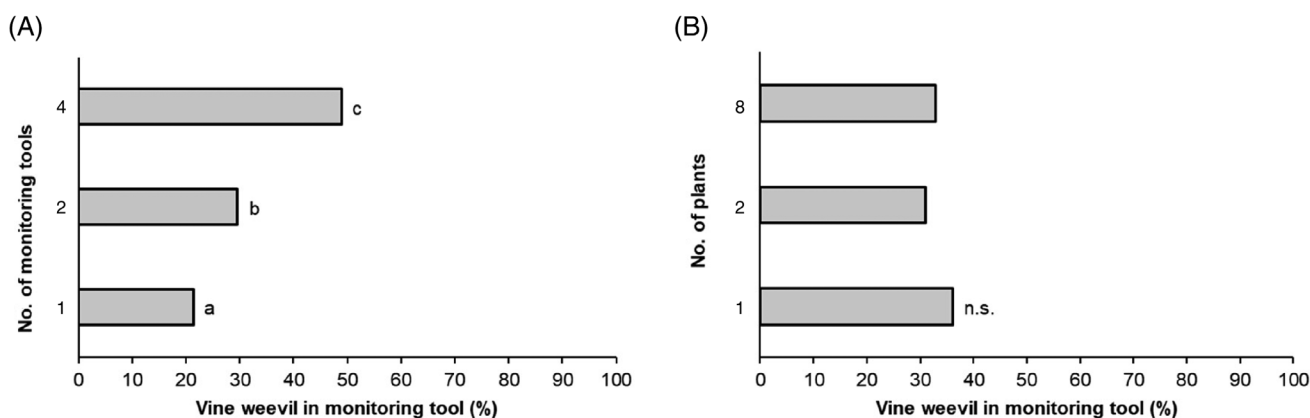 (A)
No. of monitoring tools
4
c
2
b
1
a
0 10 20 30 40 50 60 70 80 90 100
Vine weevil in monitoring tool (%)
(B)
No. of plants
8
2
1
n.s.
0 10 20 30 40 50 60 70 80 90 100
Vine weevil in monitoring tool (%)